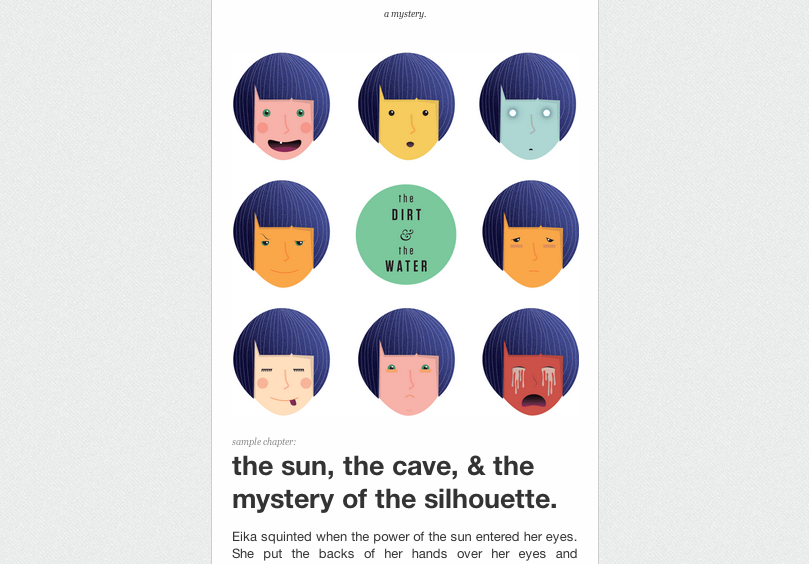 a mystery.
the
DIRT
&
the
WATER
sample chapter:
the sun, the cave, & the
mystery of the silhouette.
Eika squinted when the power of the sun entered her eyes.
She put the backs of her hands over her eyes and